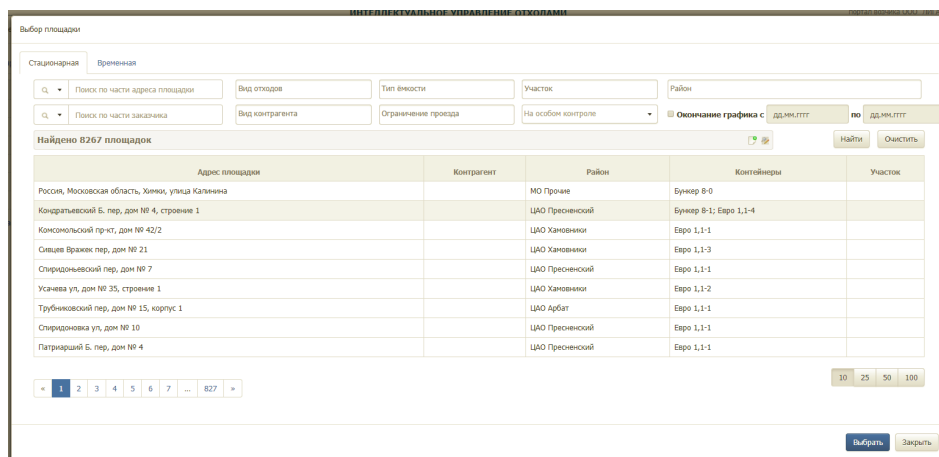 ИНТЕЛЛЕКТУАЛЬНОЕ УПРАВЛЕНИЕ ОТХОДАМИ
Выбор площадки
Стационарная Временная
Поиск по части адреса площадки Вид отходов Тип ёмкости Участок Район
Поиск по части заказчика Вид контрагента Ограничение проезда На особом контроле Окончание графика с дд.мм.гггг по дд.мм.гггг
Найдено 8267 площадок Найти Очистить
Адрес площадки Контрагент Район Контейнеры Участок
Россия, Московская область, Химки, улица Калинина МО Прочие Бункер 8-0
Кондратьевский Б. пер, дом № 4, строение 1 ЦАО Пресненский Бункер 8-1; Евро 1,1-4
Комсомольский пр-кт, дом № 42/2 ЦАО Хамовники Евро 1,1-1
Сивцев Вражек пер, дом № 21 ЦАО Хамовники Евро 1,1-3
Спиридоньевский пер, дом № 7 ЦАО Пресненский Евро 1,1-1
Усачева ул, дом № 35, строение 1 ЦАО Хамовники Евро 1,1-2
Трубниковский пер, дом № 15, корпус 1 ЦАО Арбат Евро 1,1-1
Спиридоновка ул, дом № 10 ЦАО Пресненский Евро 1,1-1
Патриарший Б. пер, дом № 4 ЦАО Пресненский Евро 1,1-1
« 1 2 3 4 5 6 7 ... 827 » 10 25 50 100
Выбрать Закрыть